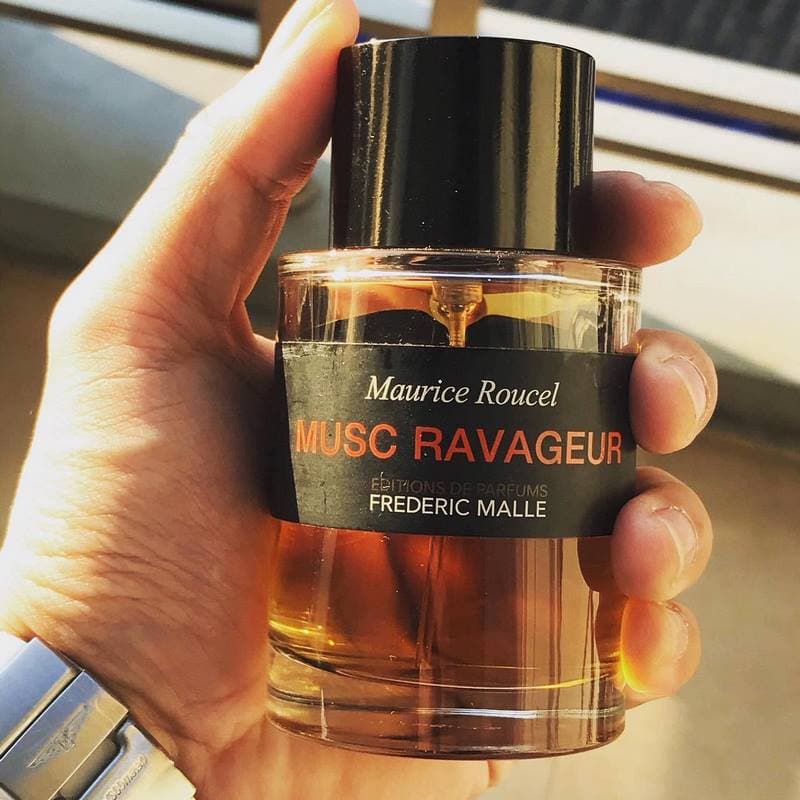 Maurice Roucel
MUSC RAVAGEUR
EDITIONS DE PARFUMS
FREDERIC MALLE